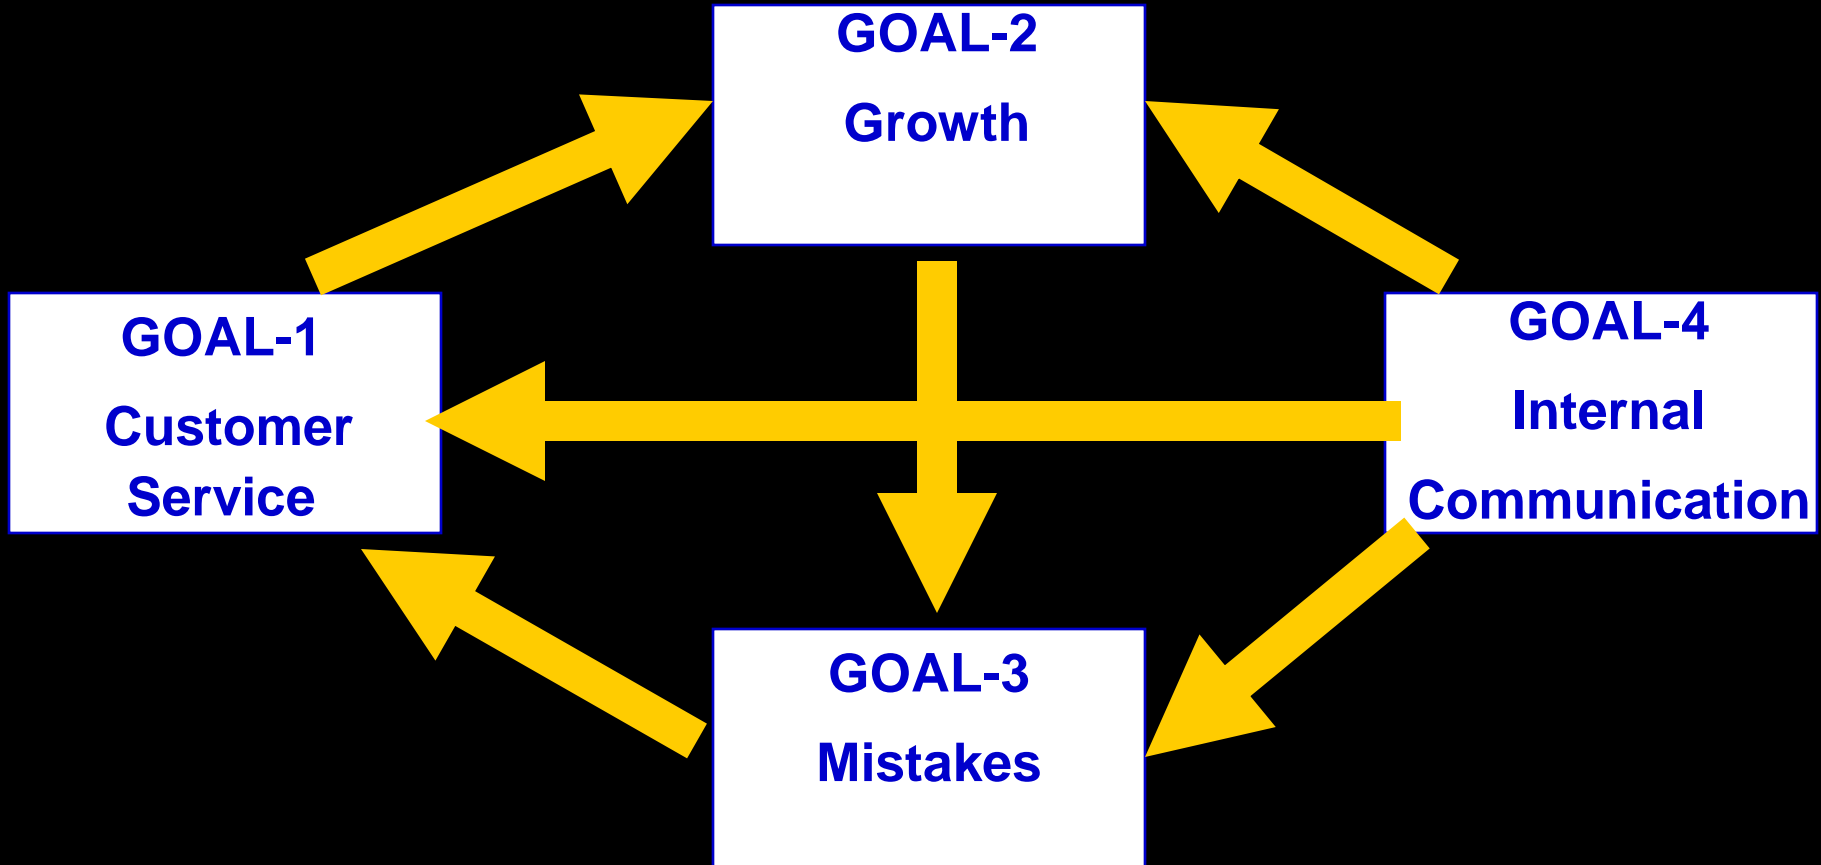 GOAL-2
Growth
GOAL-1
Customer
Service
GOAL-4
Internal
Communication
GOAL-3
Mistakes